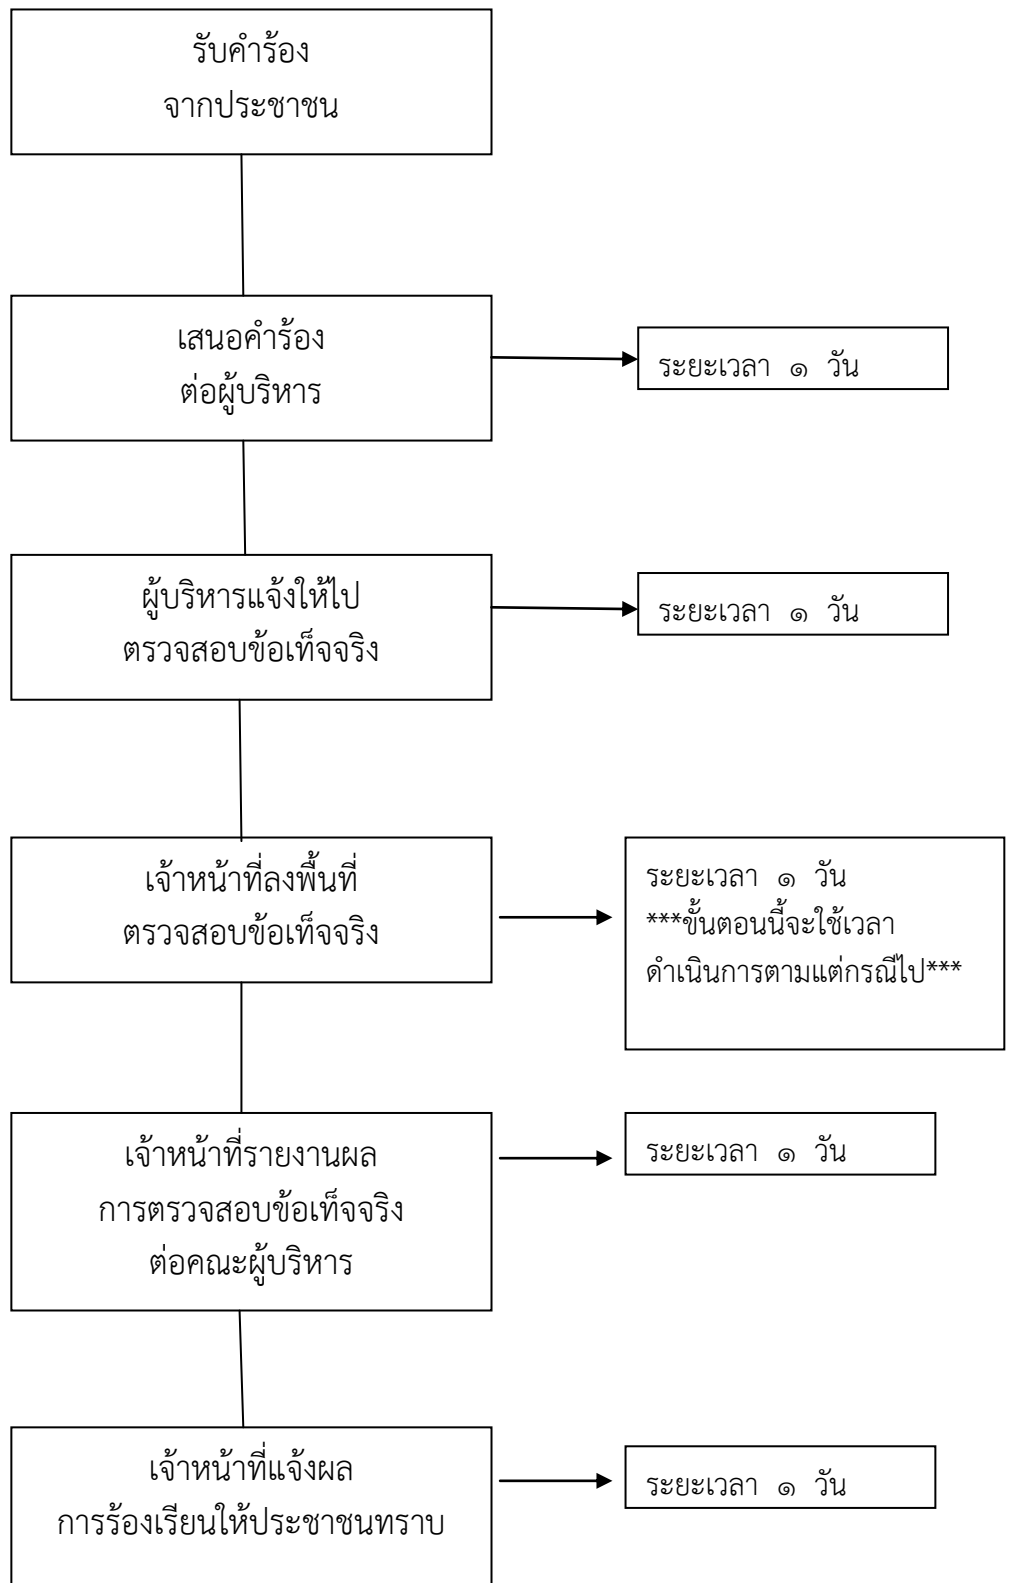 รับคำร้อง
จากประชาชน
เสนอคำร้อง
ต่อผู้บริหาร
ระยะเวลา ๑ วัน
ผู้บริหารแจ้งให้ไป
ตรวจสอบข้อเท็จจริง
ระยะเวลา ๑ วัน
เจ้าหน้าที่ลงพื้นที่
ตรวจสอบข้อเท็จจริง
ระยะเวลา ๑ วัน
***ขั้นตอนนี้จะใช้เวลา
ดำเนินการตามแต่กรณีไป***
เจ้าหน้าที่รายงานผล
การตรวจสอบข้อเท็จจริง
ต่อคณะผู้บริหาร
ระยะเวลา ๑ วัน
เจ้าหน้าที่แจ้งผล
การร้องเรียนให้ประชาชนทราบ
ระยะเวลา ๑ วัน